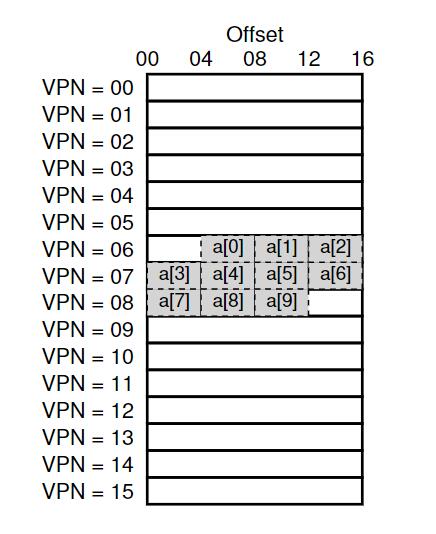 Offset
00 04 08 12 16
VPN = 00
VPN = 01
VPN = 02
VPN = 03
VPN = 04
VPN = 05
VPN = 06 a[0] a[1] a[2]
VPN = 07 a[3] a[4] a[5] a[6]
VPN = 08 a[7] a[8] a[9]
VPN = 09
VPN = 10
VPN = 11
VPN = 12
VPN = 13
VPN = 14
VPN = 15